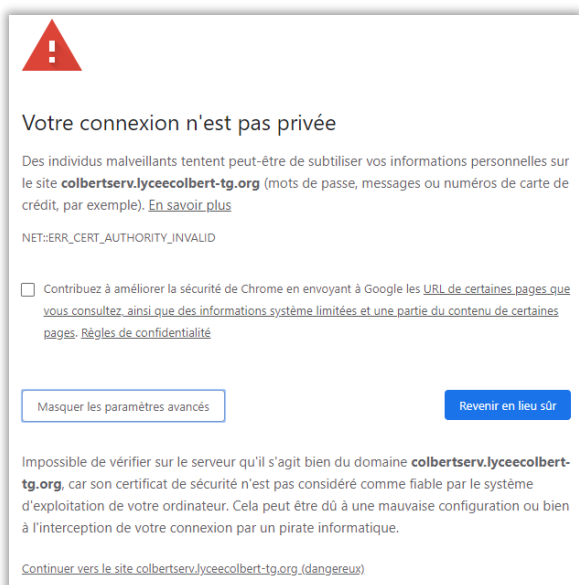 Votre connexion n'est pas privée
Des individus malveillants tentent peut-être de subtiliser vos informations personnelles sur
le site colbertserv.lyceecolbert-tg.org (mots de passe, messages ou numéros de carte de
crédit, par exemple). En savoir plus
NET::ERR_CERT_AUTHORITY_INVALID
Contribuez à améliorer la sécurité de Chrome en envoyant à Google les URL de certaines pages que
vous consultez, ainsi que des informations système limitées et une partie du contenu de certaines
pages. Règles de confidentialité
Masquer les paramètres avancés
Revenir en lieu sûr
Impossible de vérifier sur le serveur qu'il s'agit bien du domaine colbertserv.lyceecolbert-
tg.org, car son certificat de sécurité n'est pas considéré comme fiable par le système
d'exploitation de votre ordinateur. Cela peut être dû à une mauvaise configuration ou bien
à l'interception de votre connexion par un pirate informatique.
Continuer vers le site colbertserv.lyceecolbert-tg.org (dangereux)